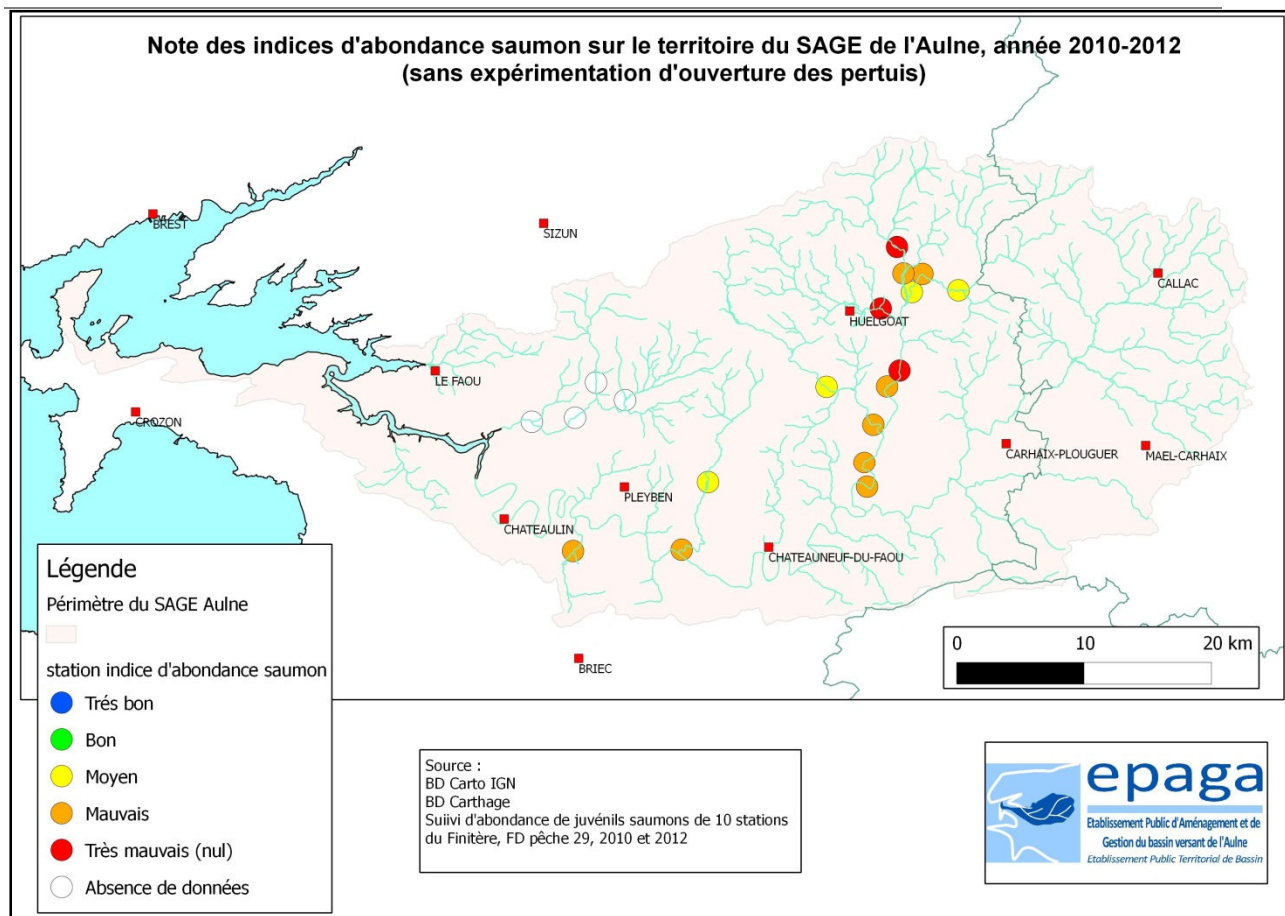 Note des indices d'abondance saumon sur le territoire du SAGE de l'Aulne, année 2010-2012
(sans expérimentation d'ouverture des pertuis)
BREST
SIZUN
CALLAC
HUELGOAT
LE FAOU
CROZON
CARHAIX-PLOUGUER
MAEL-CARHAIX
PLEYBEN
CHATEAULIN
CHATEAUNEUF-DU-FAOU
BRIEC
0 10 20 km
Légende
Périmètre du SAGE Aulne
station indice d'abondance saumon
Trés bon
Bon
Moyen
Mauvais
Très mauvais (nul)
Absence de données
Source :
BD Carto IGN
BD Carthage
Suiivi d'abondance de juvénils saumons de 10 stations
du Finitère, FD pêche 29, 2010 et 2012
epaga
Etablissement Public d'Aménagement et de
Gestion du bassin versant de l'Aulne
Etablissement Public Territorial de Bassin